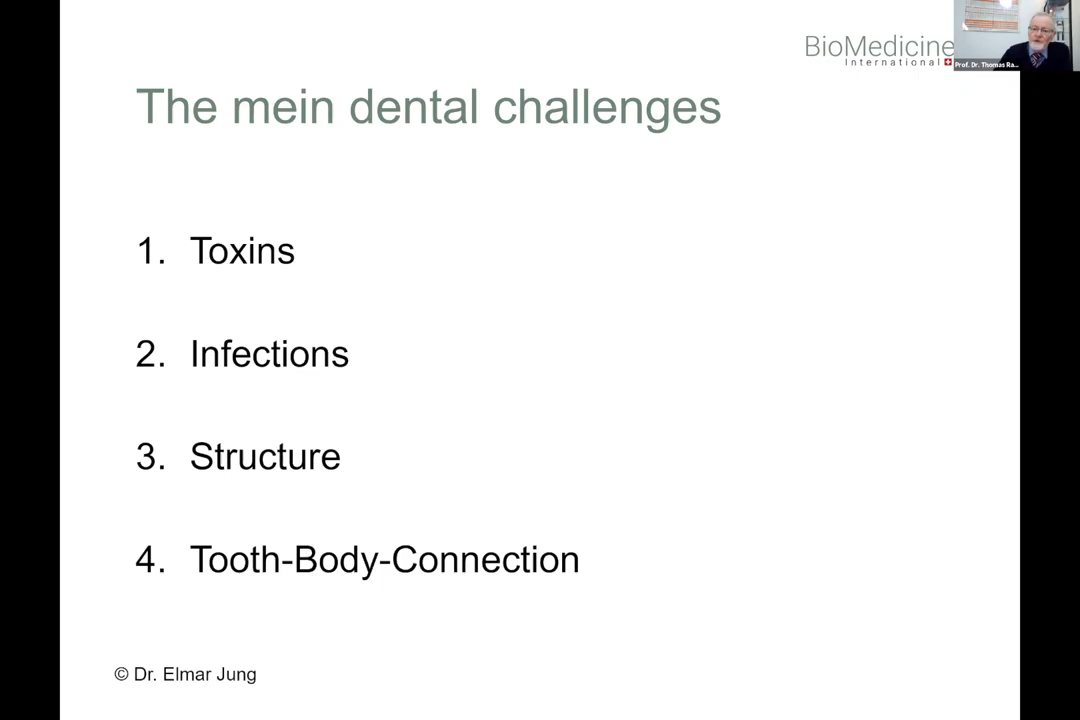 BioMedicine
International
Prof. Dr. Thomas Ra...
The mein dental challenges
1. Toxins
2. Infections
3. Structure
4. Tooth-Body-Connection
© Dr. Elmar Jung